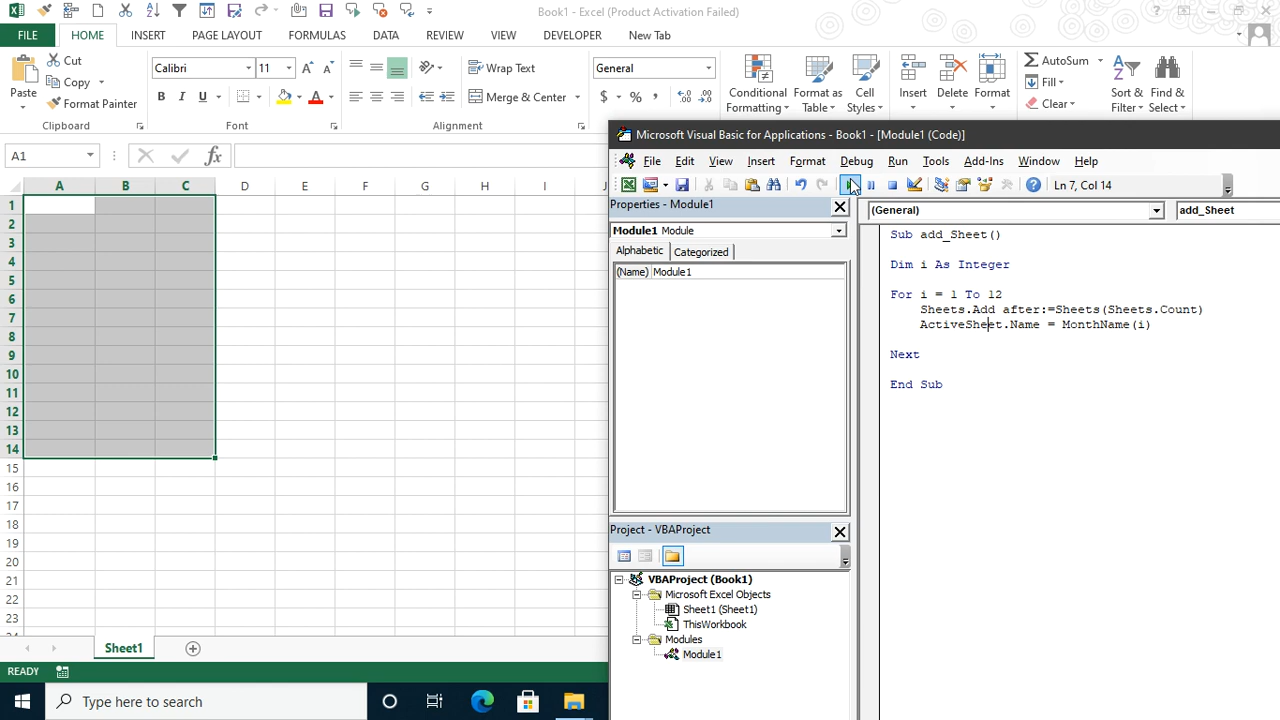 Book1 - Excel (Product Activation Failed)
FILE HOME INSERT PAGE LAYOUT FORMULAS DATA REVIEW VIEW DEVELOPER New Tab
Paste Cut Copy Format Painter
Clipboard
Calibri 11
B I U A
Font
Wrap Text
Merge & Center
Alignment
General
$ % ,
Conditional Formatting Format as Table Cell Styles
Insert Delete Format
AutoSum
Fill
Clear
Sort & Filter Find & Select
A1 fx
A B C D E F G H I J
1
2
3
4
5
6
7
8
9
10
11
12
13
14
15
16
17
18
19
20
21
22
23
Sheet1
READY
Type here to search
Microsoft Visual Basic for Applications - Book1 - [Module1 (Code)]
File Edit View Insert Format Debug Run Tools Add-Ins Window Help
Ln 7, Col 14
Properties - Module1
Module1 Module
Alphabetic Categorized
(Name) Module1
Project - VBAProject
VBAProject (Book1)
Microsoft Excel Objects
Sheet1 (Sheet1)
ThisWorkbook
Modules
Module1
(General) add_Sheet
Sub add_Sheet()
Dim i As Integer
For i = 1 To 12
Sheets.Add after:=Sheets(Sheets.Count)
ActiveSheet.Name = MonthName(i)
Next
End Sub